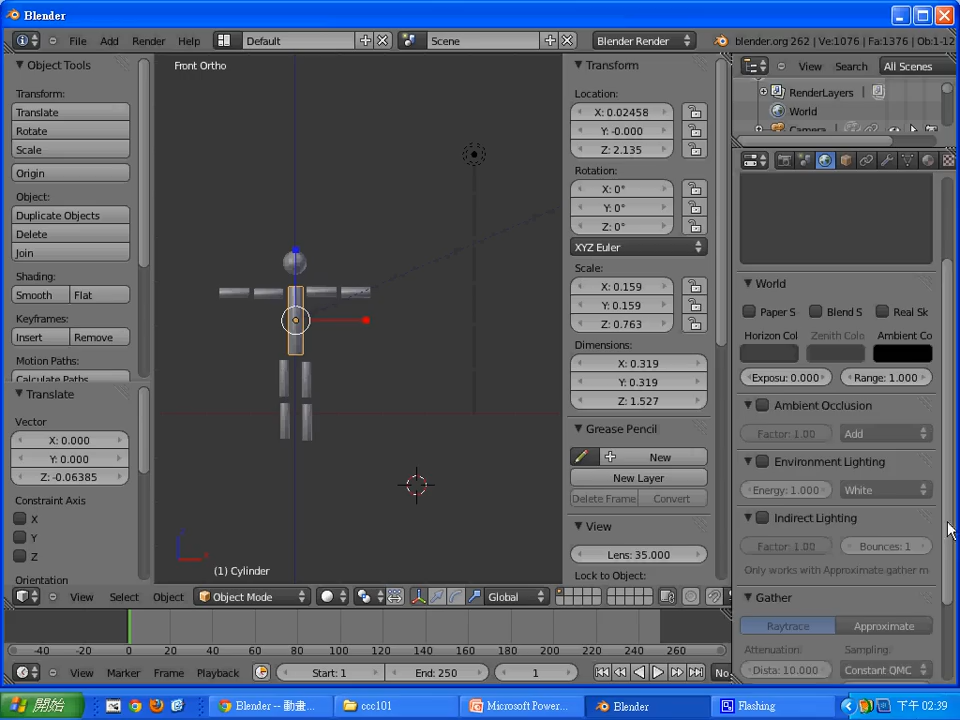 Blender
File Add Render Help Default Scene Blender Render blender.org 262 | Ve:1076 | Fa:1376 | Ob:1-12
Object Tools
Transform:
Translate
Rotate
Scale
Origin
Object:
Duplicate Objects
Delete
Join
Shading:
Smooth Flat
Keyframes:
Insert Remove
Motion Paths:
Calculate Paths
Translate
Vector
X: 0.000
Y: 0.000
Z: -0.06385
Constraint Axis
X
Y
Z
Orientation
Front Ortho
(1) Cylinder
Transform
Location:
X: 0.02458
Y: -0.000
Z: 2.135
Rotation:
X: 0°
Y: 0°
Z: 0°
XYZ Euler
Scale:
X: 0.159
Y: 0.159
Z: 0.763
Dimensions:
X: 0.319
Y: 0.319
Z: 1.527
Grease Pencil
New
New Layer
Delete Frame Convert
View
Lens: 35.000
Lock to Object:
View Search All Scenes
RenderLayers
World
Camera
World
Paper S Blend S Real Sk
Horizon Col Zenith Colo Ambient Co
Exposu: 0.000 Range: 1.000
Ambient Occlusion
Factor: 1.00 Add
Environment Lighting
Energy: 1.000 White
Indirect Lighting
Factor: 1.00 Bounces: 1
Only works with Approximate gather m
Gather
Raytrace Approximate
Attenuation: Sampling:
Dista: 10.000 Constant QMC
View Select Object Object Mode Global
-40 -20 0 20 40 60 80 100 120 140 160 180 200 220 240 260
View Marker Frame Playback Start: 1 End: 250 1 No
開始 Blender -- 動畫... ccc101 Microsoft Power... Blender Flashing 下午 02:39